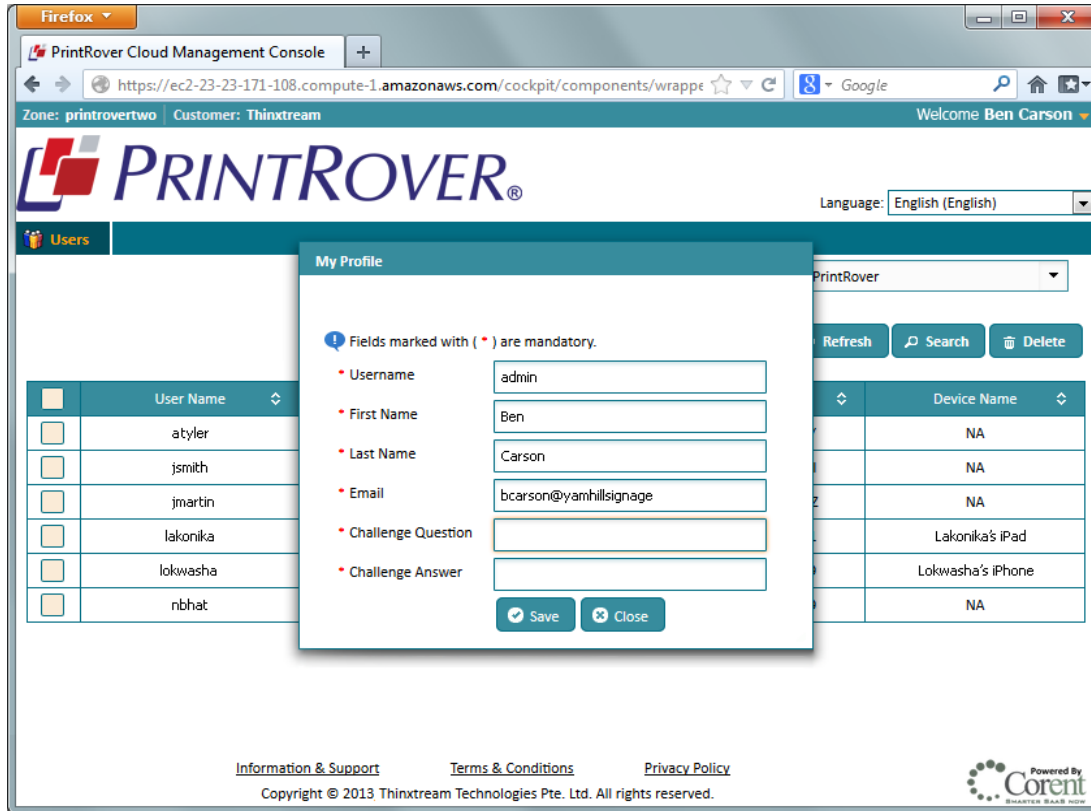 Firefox
PrintRover Cloud Management Console
https://ec2-23-23-171-108.compute-1.amazonaws.com/cockpit/components/wrappe
Google
Zone: printrovertwo Customer: Thinxtream Welcome Ben Carson
PRINTROVER®
Language: English (English)
Users
My Profile
PrintRover
Fields marked with ( * ) are mandatory.
Refresh Search Delete
* Username admin
* First Name Ben
* Last Name Carson
* Email bcarson@yamhillsignage
* Challenge Question
* Challenge Answer
Save Close
User Name Device Name
atyler NA
jsmith NA
jmartin NA
lakonika Lakonika's iPad
lokwasha Lokwasha's iPhone
nbhat NA
Information & Support Terms & Conditions Privacy Policy
Copyright © 2013 Thinxtream Technologies Pte. Ltd. All rights reserved.
Powered By
Corent
SMARTER SAAS NOW